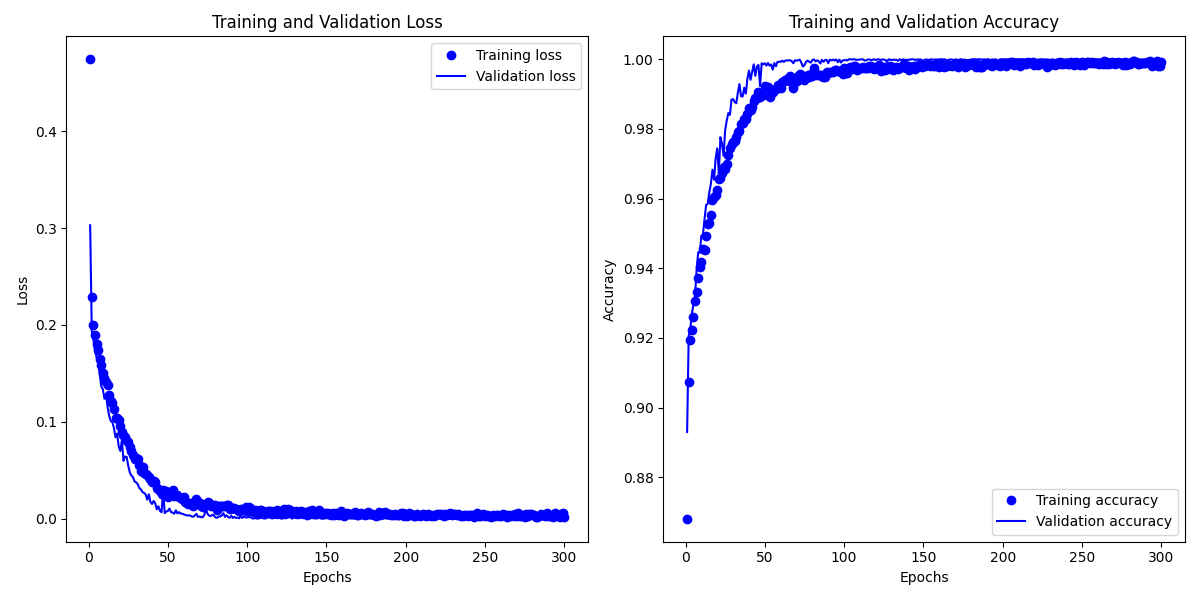 Training and Validation Loss
Training loss
Validation loss
0.4
0.3
0.2
0.1
0.0
Loss
0 50 100 150 200 250 300
Epochs
Training and Validation Accuracy
1.00
0.98
0.96
0.94
0.92
0.90
0.88
Accuracy
Training accuracy
Validation accuracy
0 50 100 150 200 250 300
Epochs